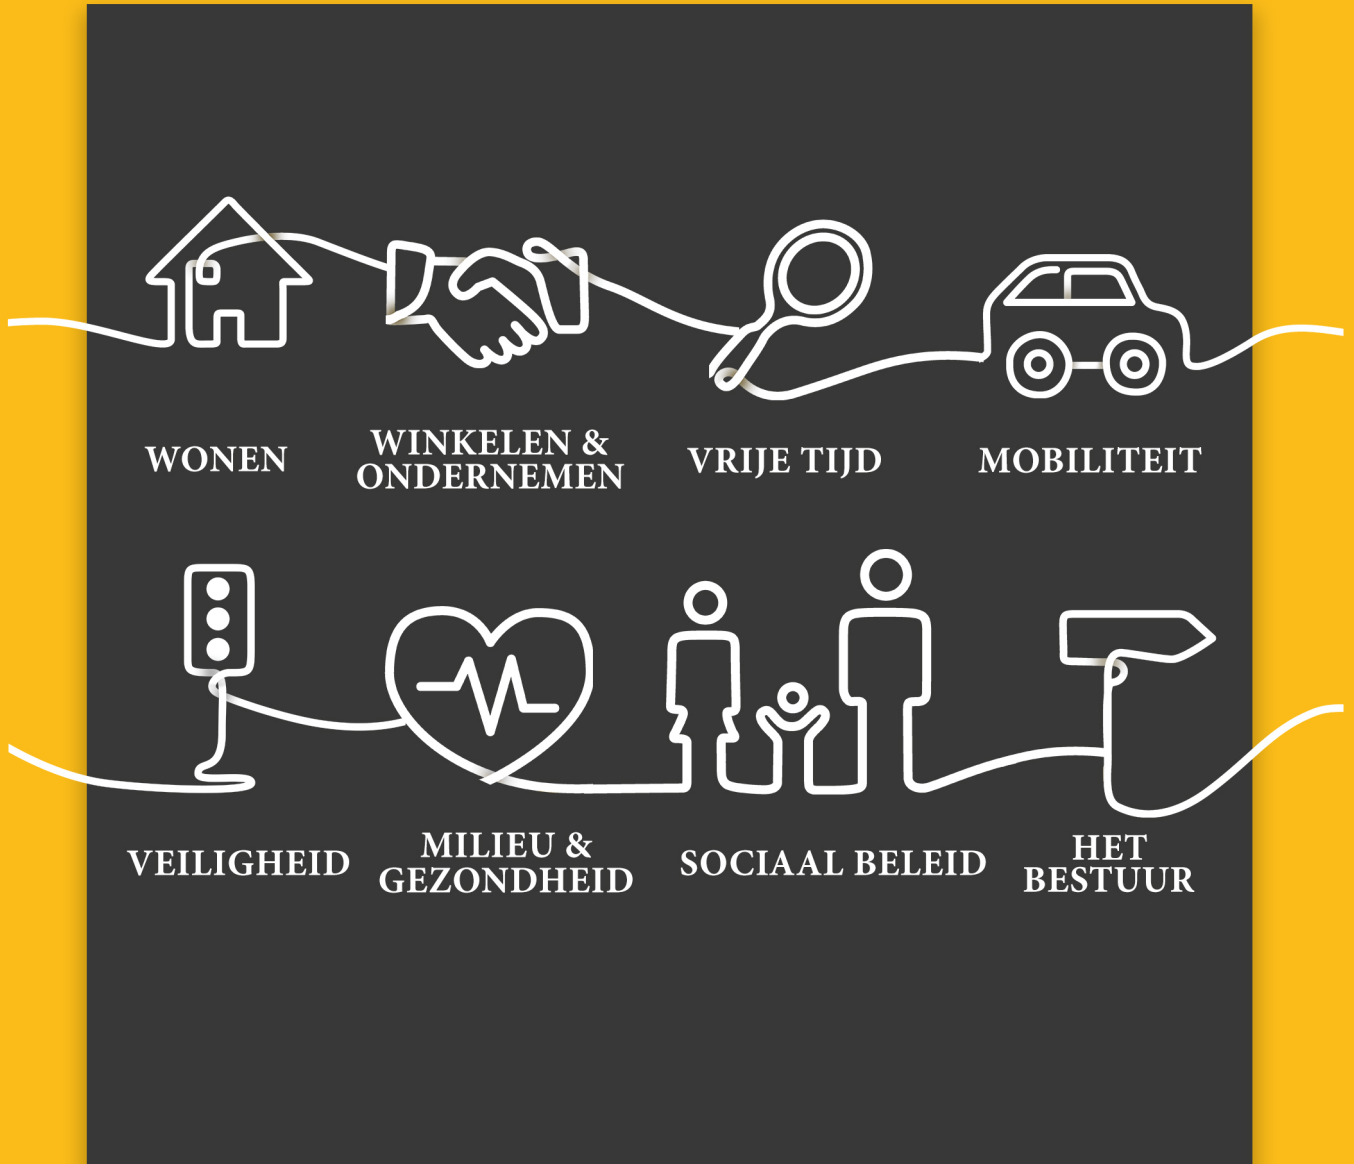 WONEN
WINKELEN &
ONDERNEMEN
VRIJE TIJD
MOBILITEIT
VEILIGHEID
MILIEU &
GEZONDHEID
SOCIAAL BELEID
HET
BESTUUR